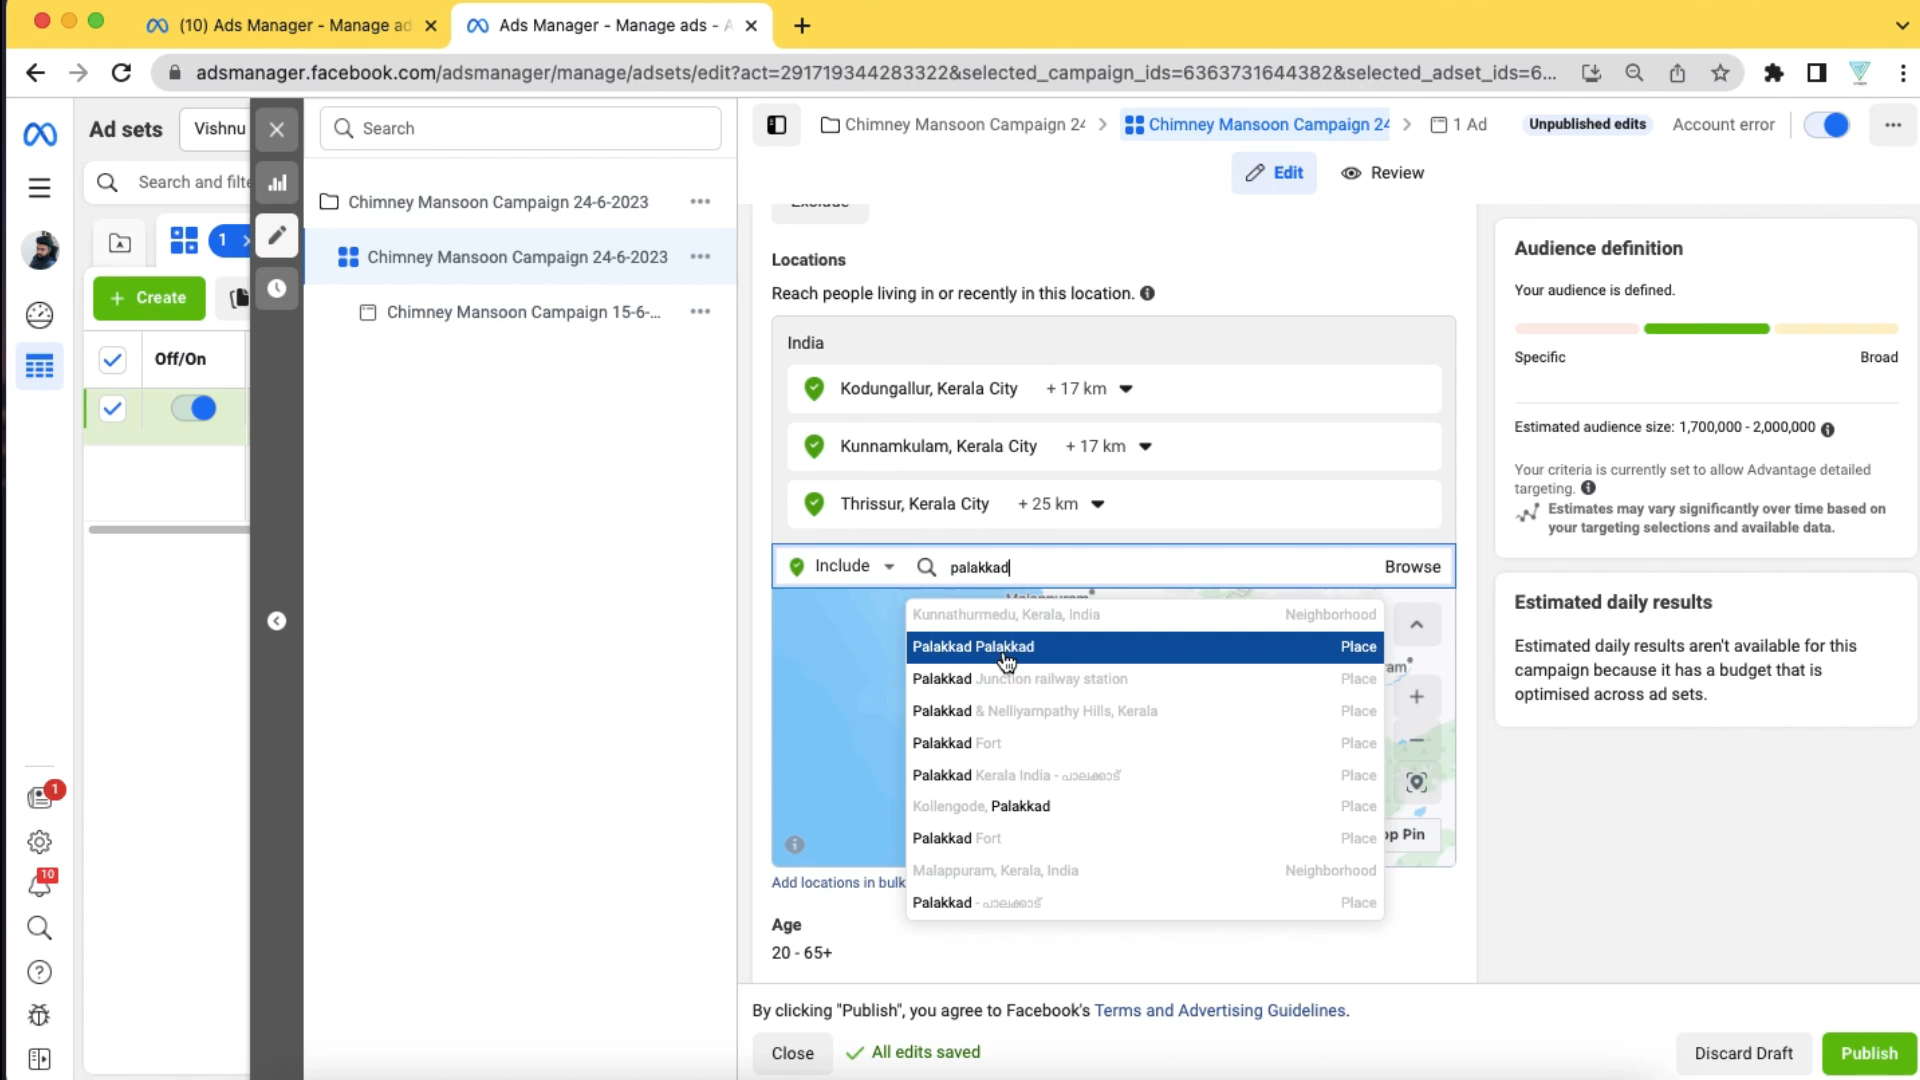 (10) Ads Manager - Manage ad
Ads Manager - Manage ads - A
adsmanager.facebook.com/adsmanager/manage/adsets/edit?act=291719344283322&selected_campaign_ids=6363731644382&selected_adset_ids=6...
Ad sets
Vishnu
Search
Chimney Mansoon Campaign 24
Chimney Mansoon Campaign 24
1 Ad
Unpublished edits
Account error
Search and filte
Edit
Review
Chimney Mansoon Campaign 24-6-2023
Chimney Mansoon Campaign 24-6-2023
Chimney Mansoon Campaign 15-6-...
1
+ Create
Off/On
Exclude
Locations
Reach people living in or recently in this location.
India
Kodungallur, Kerala City + 17 km
Kunnamkulam, Kerala City + 17 km
Thrissur, Kerala City + 25 km
Include
palakkad
Browse
Malappuram
Kunnathurmedu, Kerala, India Neighborhood
Palakkad Palakkad Place
Palakkad Junction railway station Place
Palakkad & Nelliyampathy Hills, Kerala Place
Palakkad Fort Place
Palakkad Kerala India - പാലക്കാട് Place
Kollengode, Palakkad Place
Palakkad Fort Place
Malappuram, Kerala, India Neighborhood
Palakkad - പാലക്കാട് Place
ram
op Pin
Add locations in bulk
Age
20 - 65+
Audience definition
Your audience is defined.
Specific
Broad
Estimated audience size: 1,700,000 - 2,000,000
Your criteria is currently set to allow Advantage detailed
targeting.
Estimates may vary significantly over time based on
your targeting selections and available data.
Estimated daily results
Estimated daily results aren't available for this
campaign because it has a budget that is
optimised across ad sets.
1
10
By clicking "Publish", you agree to Facebook's Terms and Advertising Guidelines.
Close
All edits saved
Discard Draft
Publish